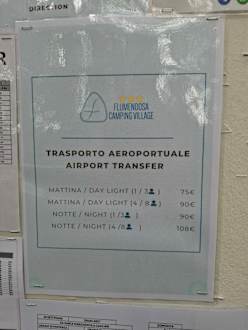 DIRECTION
FLUMENDOSA
CAMPING VILLAGE
TRASPORTO AEROPORTUALE
AIRPORT TRANSFER
MATTINA / DAY LIGHT (1 / 3 ) 75€
MATTINA / DAY LIGHT (4 / 8 ) 90€
NOTTE / NIGHT (1 / 3 ) 90€
NOTTE / NIGHT (4 / 8 ) 108€